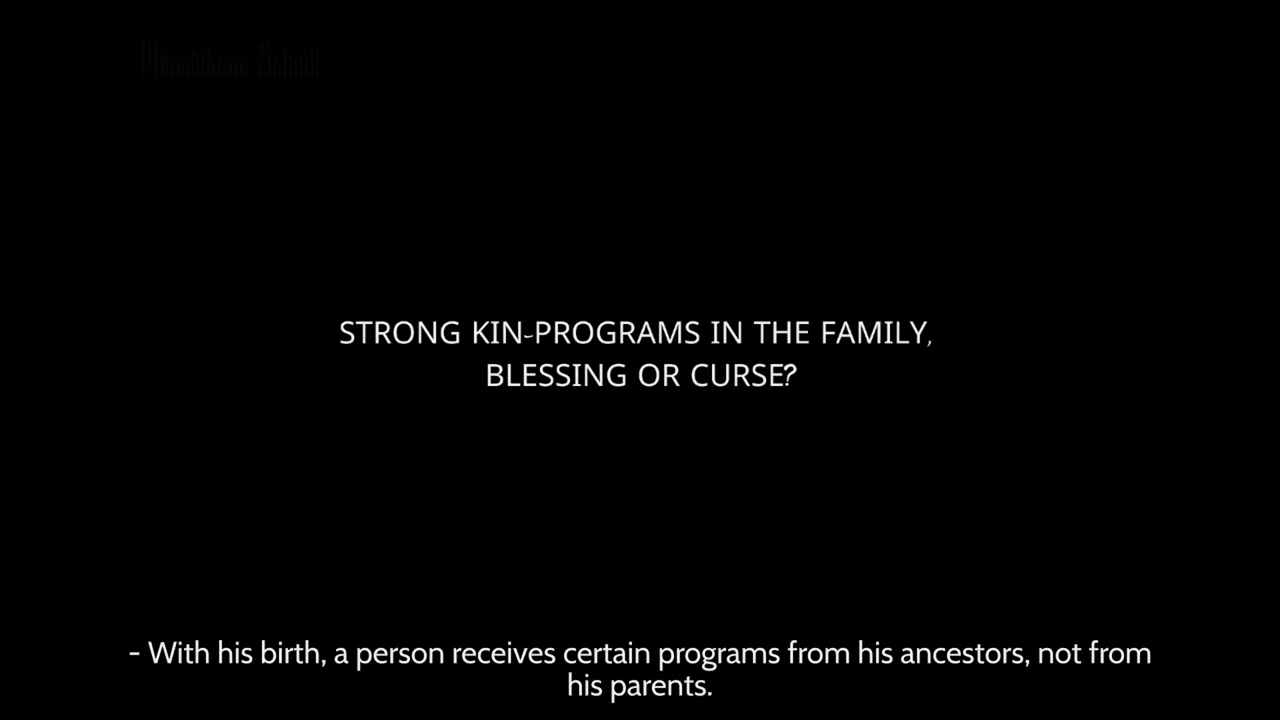 School
STRONG KIN-PROGRAMS IN THE FAMILY,
BLESSING OR CURSE?
- With his birth, a person receives certain programs from his ancestors, not from
his parents.